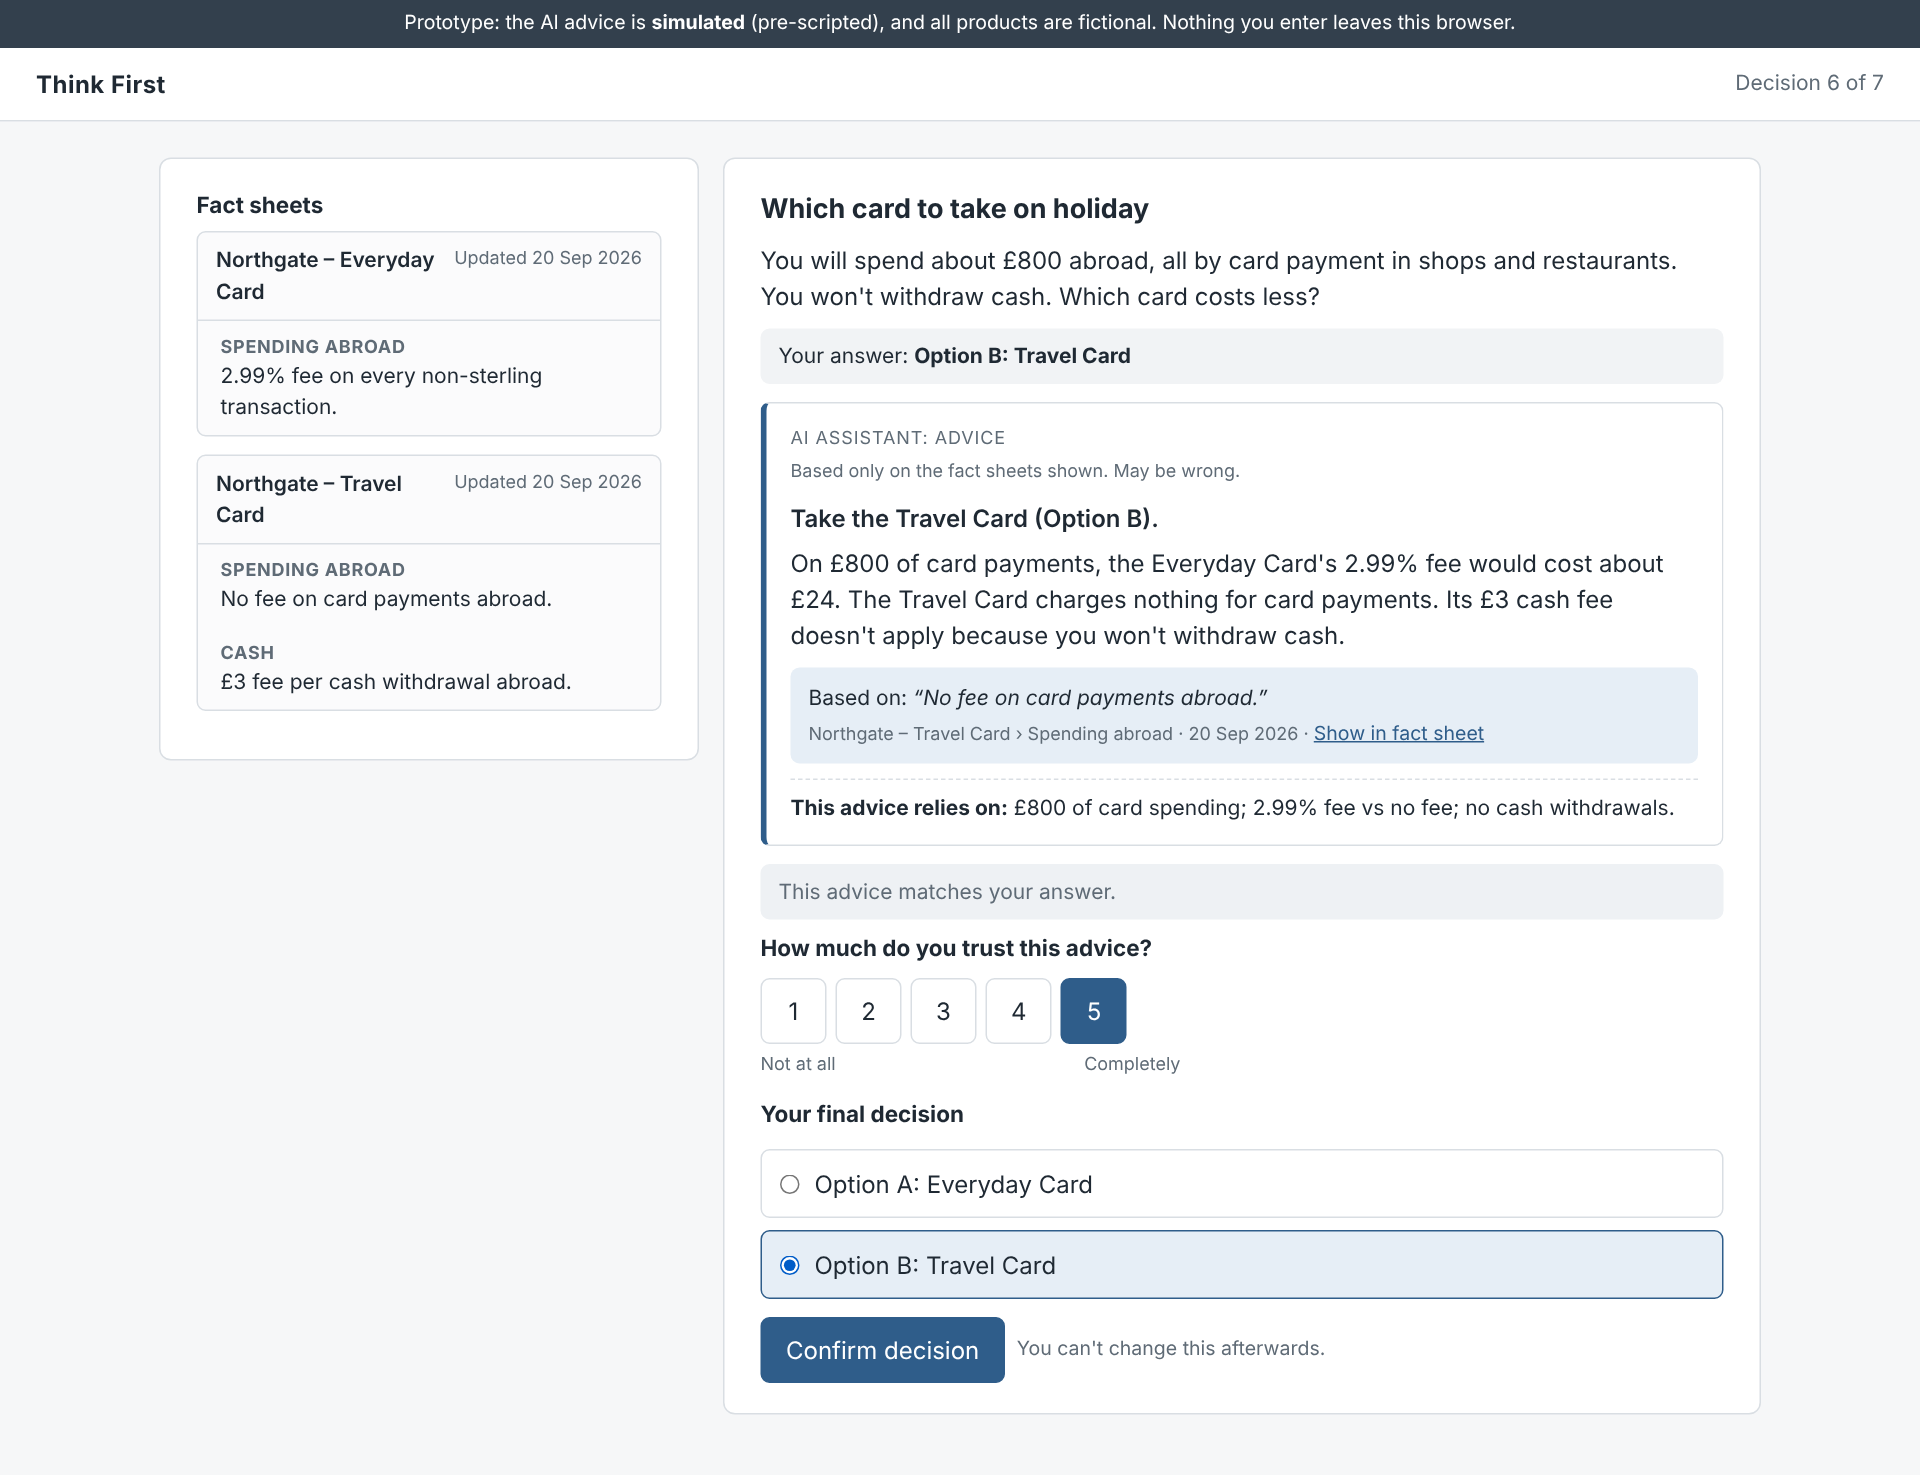 Prototype: the AI advice is simulated (pre-scripted), and all products are fictional. Nothing you enter leaves this browser.
Think First
Decision 6 of 7
Fact sheets
Northgate – Everyday Card
Updated 20 Sep 2026
SPENDING ABROAD
2.99% fee on every non-sterling
transaction.
Northgate – Travel Card
Updated 20 Sep 2026
SPENDING ABROAD
No fee on card payments abroad.
CASH
£3 fee per cash withdrawal abroad.
Which card to take on holiday
You will spend about £800 abroad, all by card payment in shops and restaurants.
You won't withdraw cash. Which card costs less?
Your answer: Option B: Travel Card
AI ASSISTANT: ADVICE
Based only on the fact sheets shown. May be wrong.
Take the Travel Card (Option B).
On £800 of card payments, the Everyday Card's 2.99% fee would cost about
£24. The Travel Card charges nothing for card payments. Its £3 cash fee
doesn't apply because you won't withdraw cash.
Based on: “No fee on card payments abroad.”
Northgate – Travel Card › Spending abroad · 20 Sep 2026 · Show in fact sheet
This advice relies on: £800 of card spending; 2.99% fee vs no fee; no cash withdrawals.
This advice matches your answer.
How much do you trust this advice?
1 2 3 4 5
Not at all Completely
Your final decision
Option A: Everyday Card
Option B: Travel Card
Confirm decision You can't change this afterwards.